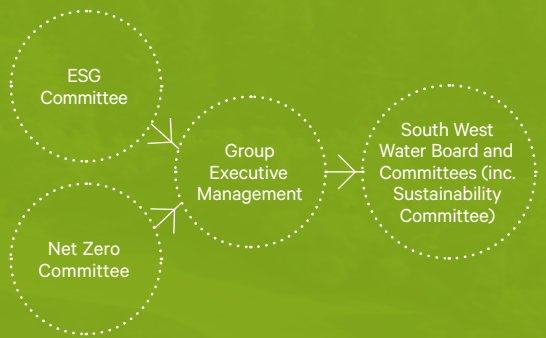 ESG
Committee
Group
Executive
Management
South West
Water Board and
Committees (inc.
Sustainability
Committee)
Net Zero
Committee